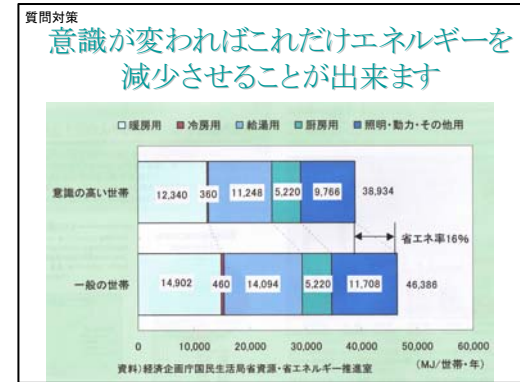 質問対策
意識が変わればこれだけエネルギーを
減少させることが出来ます
□暖房用 ■冷房用 ■給湯用 ■厨房用 ■照明・動力・その他用
意識の高い世帯 12,340 360 11,248 5,220 9,766 38,934
省エネ率16%
一般の世帯 14,902 460 14,094 5,220 11,708 46,386
0 10,000 20,000 30,000 40,000 50,000 60,000
資料)経済企画庁国民生活局省資源・省エネルギー推進室 (MJ/世帯・年)